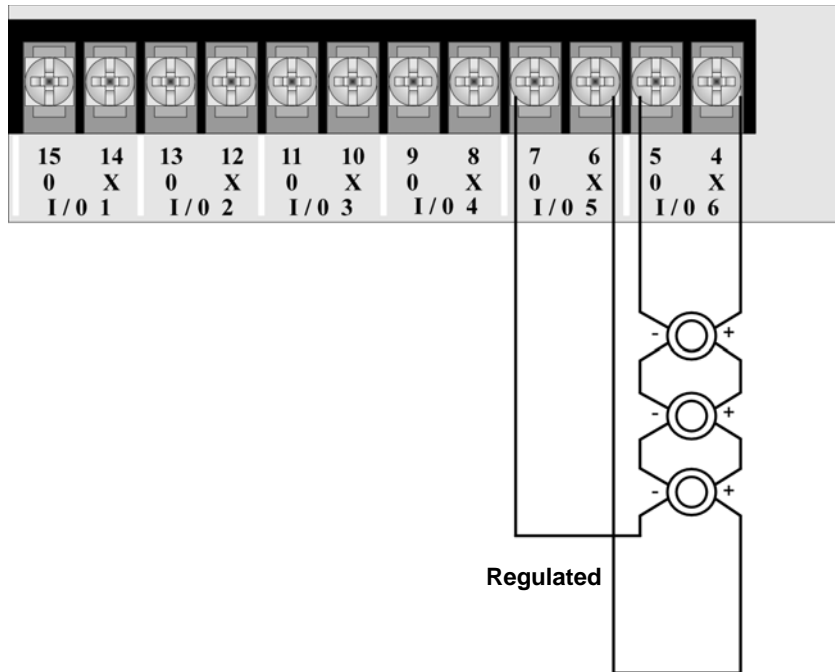 15 14 13 12 11 10 9 8 7 6 5 4
0 X 0 X 0 X 0 X 0 X 0 X
I/0 1 I/0 2 I/0 3 I/0 4 I/0 5 I/0 6
- +
- +
- +
Regulated